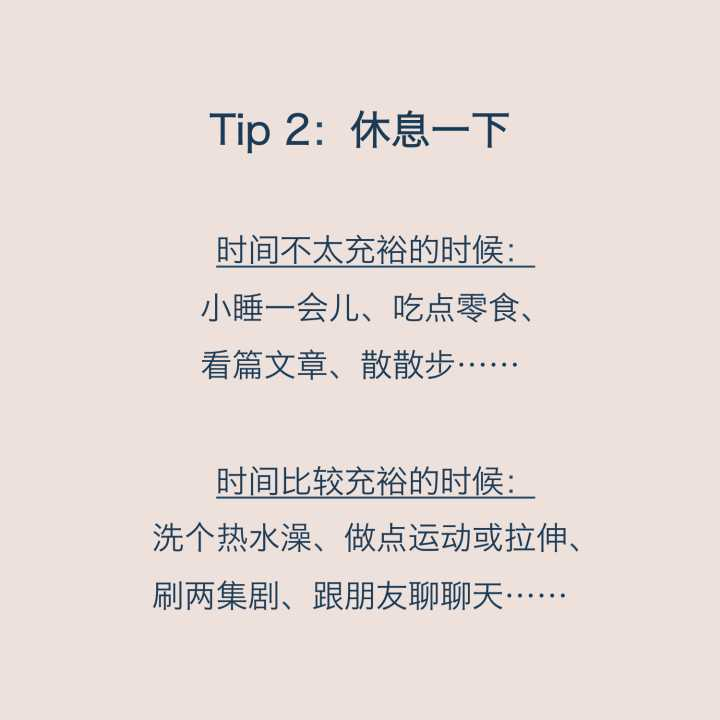 Tip 2：休息一下
时间不太充裕的时候：
小睡一会儿、吃点零食、
看篇文章、散散步……
时间比较充裕的时候：
洗个热水澡、做点运动或拉伸、
刷两集剧、跟朋友聊聊天……